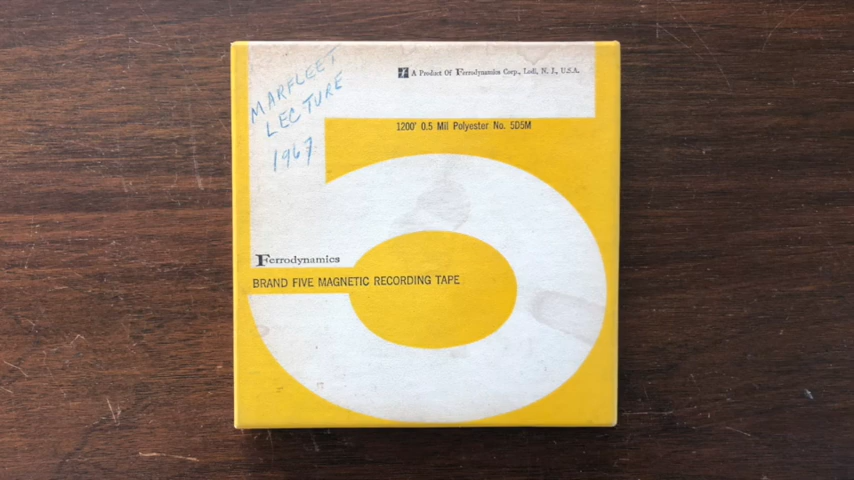 MARFLEET
LECTURE
1967
f A Product Of Ferrodynamics Corp., Lodi, N. J., U.S.A.
1200' 0.5 Mil Polyester No. 5D5M
5
Ferrodynamics
BRAND FIVE MAGNETIC RECORDING TAPE